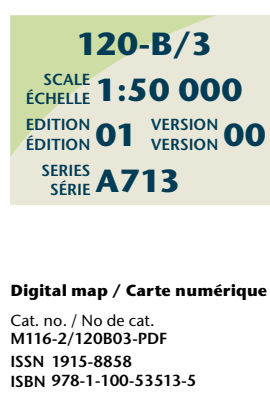 120-B/3
SCALE
ÉCHELLE 1:50 000
EDITION
ÉDITION 01 VERSION
VERSION 00
SERIES
SÉRIE A713
Digital map / Carte numérique
Cat. no. / No de cat.
M116-2/120B03-PDF
ISSN 1915-8858
ISBN 978-1-100-53513-5